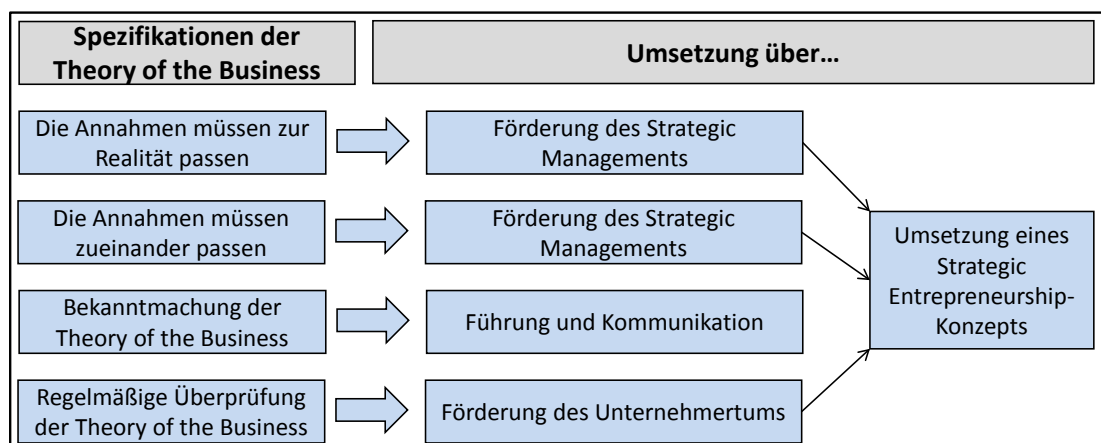 Spezifikationen der
Theory of the Business
Umsetzung über…
Die Annahmen müssen zur
Realität passen
Förderung des Strategic
Managements
Die Annahmen müssen
zueinander passen
Förderung des Strategic
Managements
Umsetzung eines
Strategic
Entrepreneurship-
Konzepts
Bekanntmachung der
Theory of the Business
Führung und Kommunikation
Regelmäßige Überprüfung
der Theory of the Business
Förderung des Unternehmertums